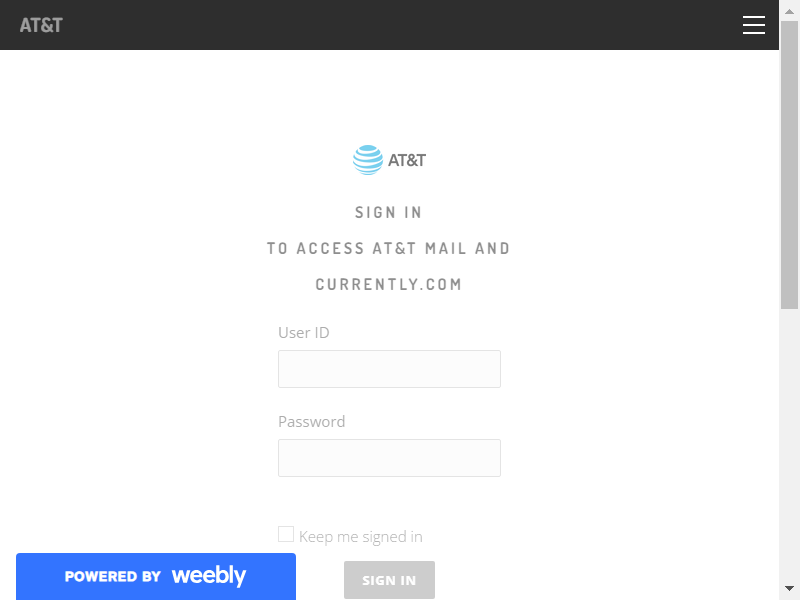 AT&T
AT&T
SIGN IN
TO ACCESS AT&T MAIL AND
CURRENTLY.COM
User ID
Password
Keep me signed in
POWERED BY weebly
SIGN IN